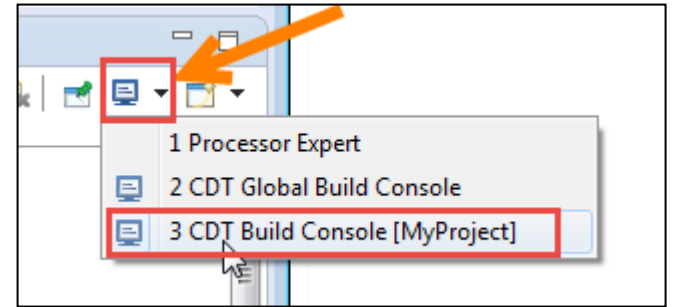 1 Processor Expert
2 CDT Global Build Console
3 CDT Build Console [MyProject]